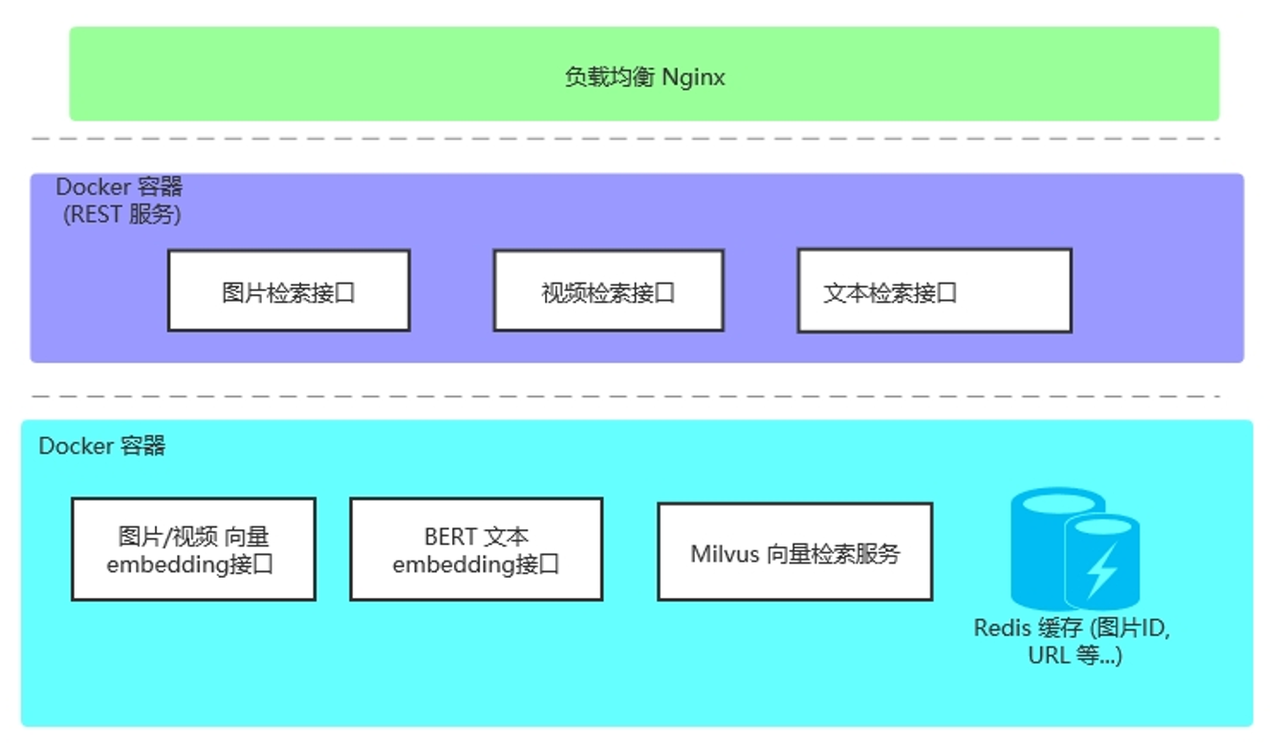 负载均衡 Nginx
Docker 容器
(REST 服务)
图片检索接口
视频检索接口
文本检索接口
Docker 容器
图片/视频 向量
embedding接口
BERT 文本
embedding接口
Milvus 向量检索服务
Redis 缓存 (图片ID,
URL 等...)